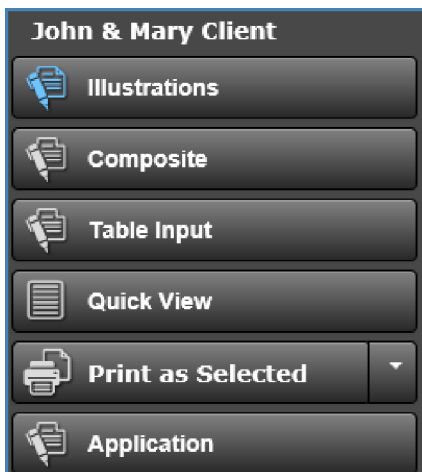 John & Mary Client
Illustrations
Composite
Table Input
Quick View
Print as Selected
Application